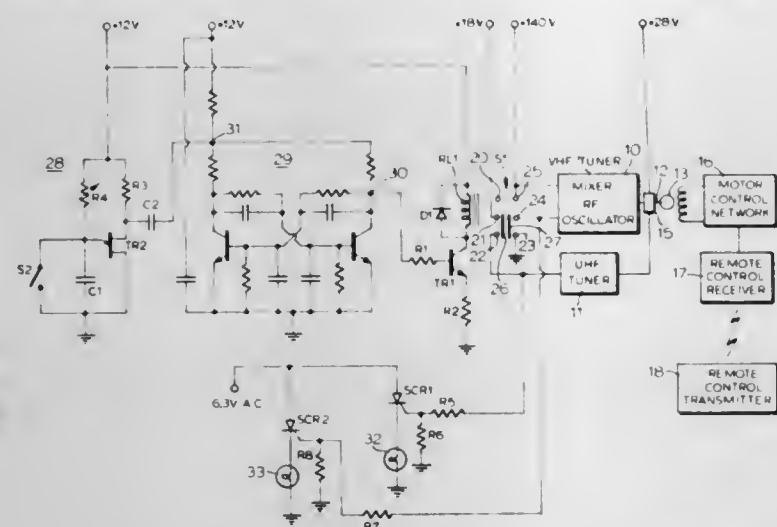 +12V
+12V
+18V
+140V
+28V
28
R4
R3
C2
TR2
S2
C1
31
29
30
R1
RL1
D1
TR1
R2
20
25
21
22
24
23
26
27
VHF TUNER
10
MIXER
RF
OSCILLATOR
12
13
15
UHF
TUNER
11
16
MOTOR
CONTROL
NETWORK
17
REMOTE
CONTROL
RECEIVER
18
REMOTE
CONTROL
TRANSMITTER
6.3V A C
SCR2
R8
33
SCR1
R5
R6
32
R7